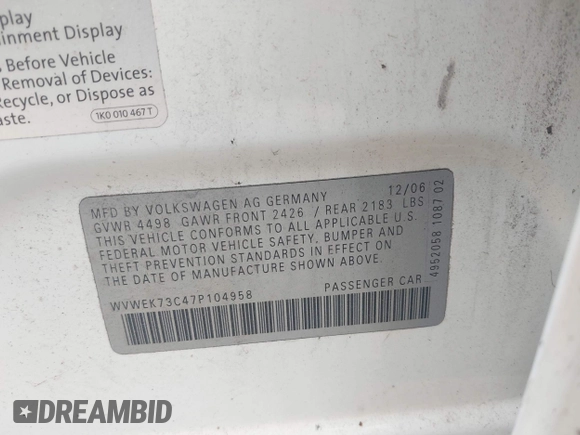 splay
inment Display
, Before Vehicle
Removal of Devices:
Recycle, or Dispose as
aste.
1K0 010 467 T
MFD BY VOLKSWAGEN AG GERMANY 12/06
GVWR 4498 GAWR FRONT 2426 / REAR 2183 LBS
THIS VEHICLE CONFORMS TO ALL APPLICABLE U.S.
FEDERAL MOTOR VEHICLE SAFETY, BUMPER AND
THEFT PREVENTION STANDARDS IN EFFECT ON
THE DATE OF MANUFACTURE SHOWN ABOVE.
WVWEK73C47P104958 PASSENGER CAR
4952058 1087 02
DREAMBID